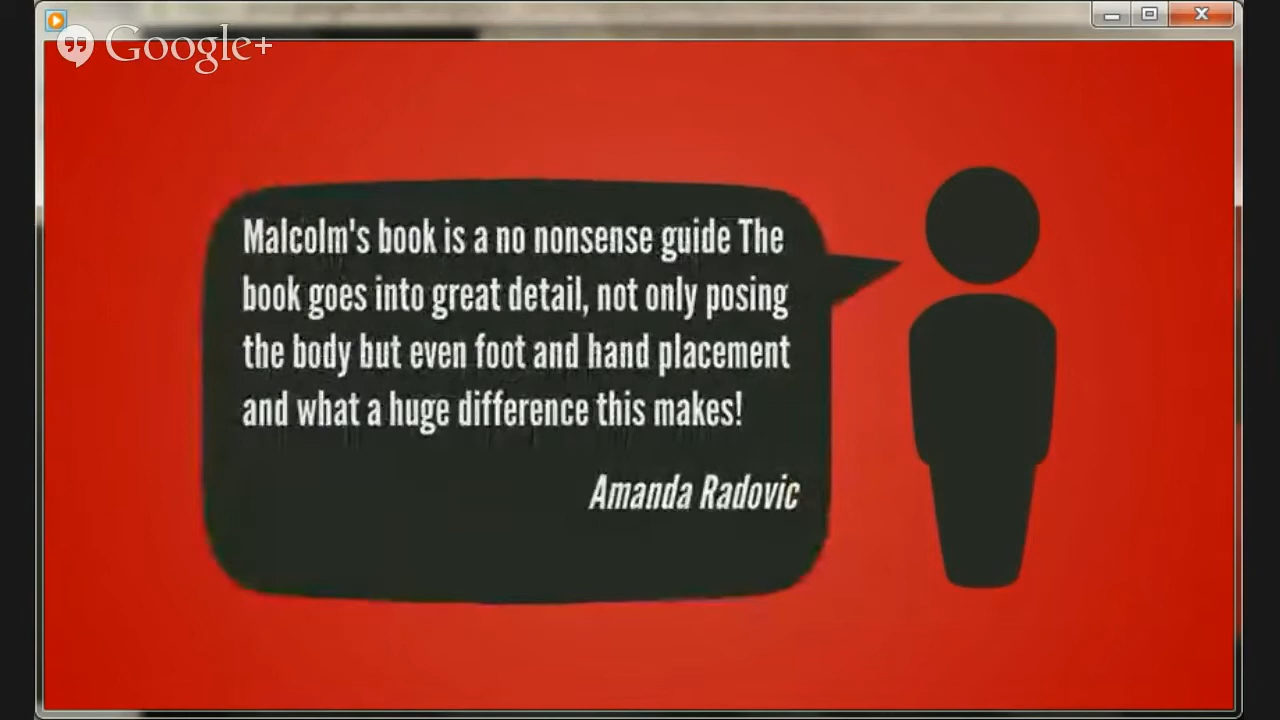 Google+
Malcolm's book is a no nonsense guide The
book goes into great detail, not only posing
the body but even foot and hand placement
and what a huge difference this makes!
Amanda Radovic